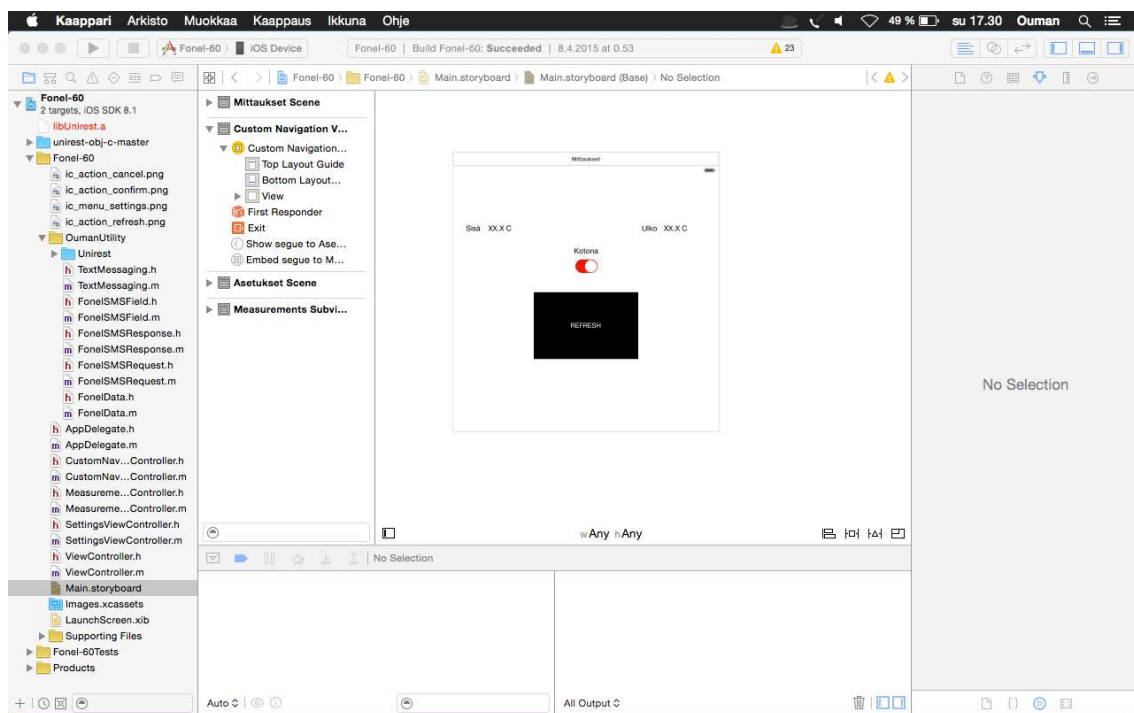 Kaappari Arkisto Muokkaa Kaappaus Ikkuna Ohje 49 % su 17.30 Ouman
Fonel-60 iOS Device Fonel-60 | Build Fonel-60: Succeeded | 8.4.2015 at 0.53 23
Fonel-60 Fonel-60 Main.storyboard Main.storyboard (Base) No Selection
Fonel-60
2 targets, iOS SDK 8.1
libUnirest.a
unirest-obj-c-master
Fonel-60
ic_action_cancel.png
ic_action_confirm.png
ic_menu_settings.png
ic_action_refresh.png
OumanUtility
Unirest
h TextMessaging.h
m TextMessaging.m
h FonelSMSField.h
m FonelSMSField.m
h FonelSMSResponse.h
m FonelSMSResponse.m
h FonelSMSRequest.h
m FonelSMSRequest.m
h FonelData.h
m FonelData.m
h AppDelegate.h
m AppDelegate.m
h CustomNav...Controller.h
m CustomNav...Controller.m
h Measureme...Controller.h
m Measureme...Controller.m
h SettingsViewController.h
m SettingsViewController.m
h ViewController.h
m ViewController.m
Main.storyboard
Images.xcassets
LaunchScreen.xib
Supporting Files
Fonel-60Tests
Products
Mittaukset Scene
Custom Navigation V...
Custom Navigation...
Top Layout Guide
Bottom Layout...
View
First Responder
Exit
Show segue to Ase...
Embed segue to M...
Asetukset Scene
Measurements Subvi...
Mittaukset
Sisä XX.X C Ulko XX.X C
Kotona
REFRESH
wAny hAny
No Selection
No Selection
Auto
All Output